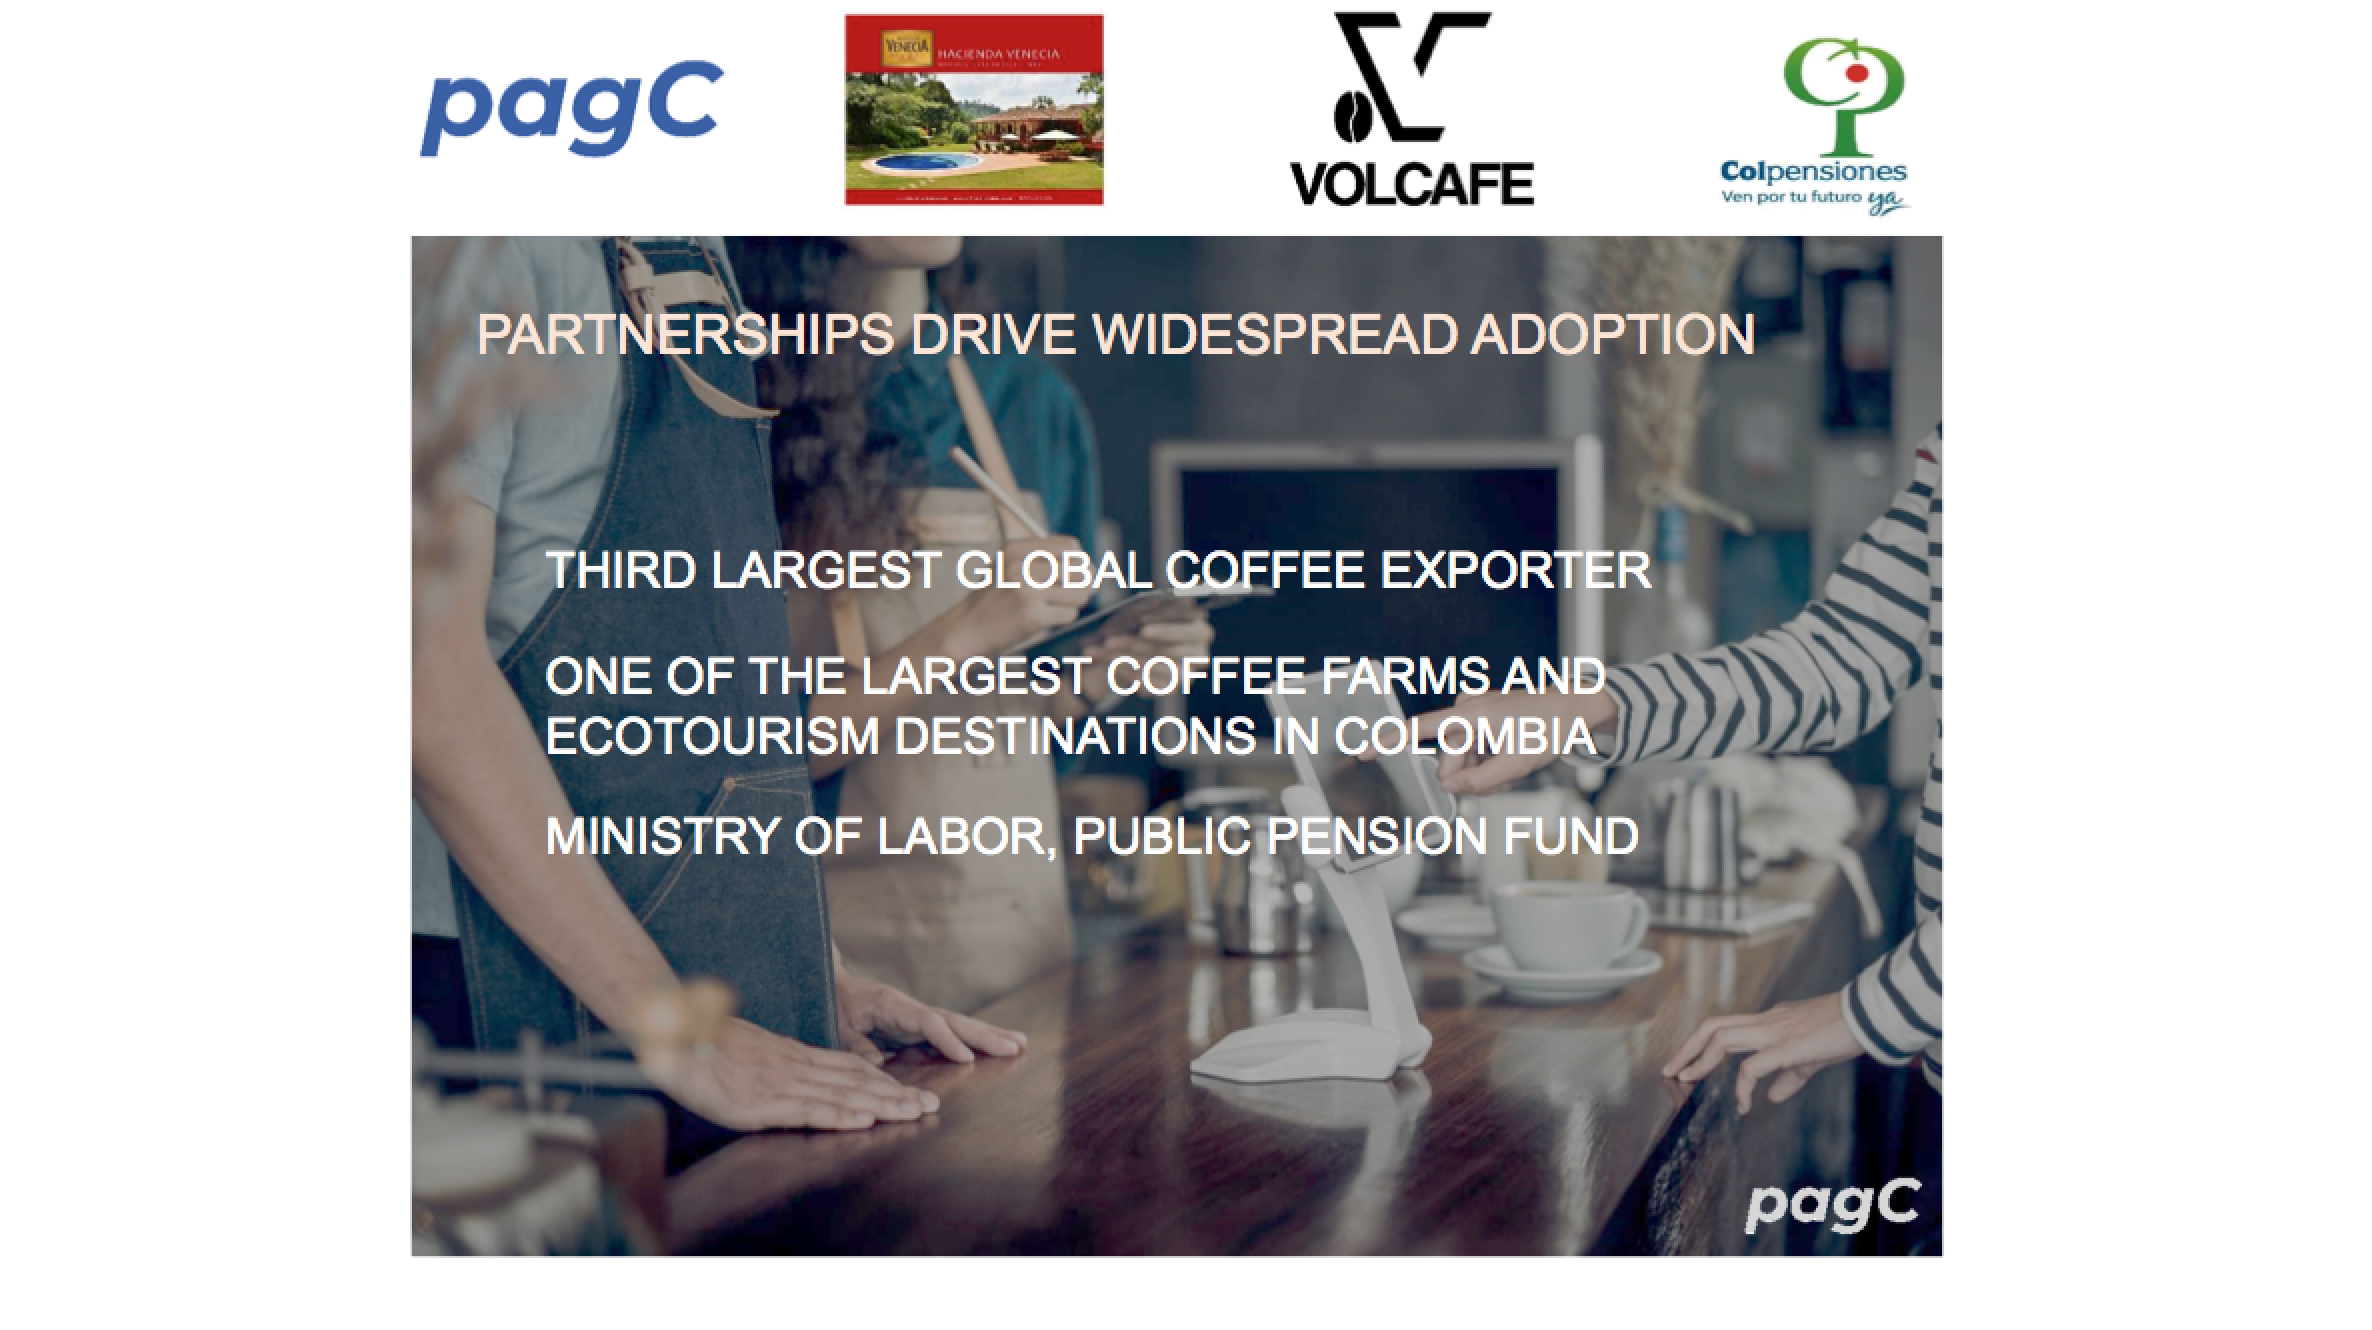 pagC
VENECIA
HACIENDA VENECIA
VOLCAFE
Colpensiones
Ven por tu futuro ya
PARTNERSHIPS DRIVE WIDESPREAD ADOPTION
THIRD LARGEST GLOBAL COFFEE EXPORTER
ONE OF THE LARGEST COFFEE FARMS AND
ECOTOURISM DESTINATIONS IN COLOMBIA
MINISTRY OF LABOR, PUBLIC PENSION FUND
pagC